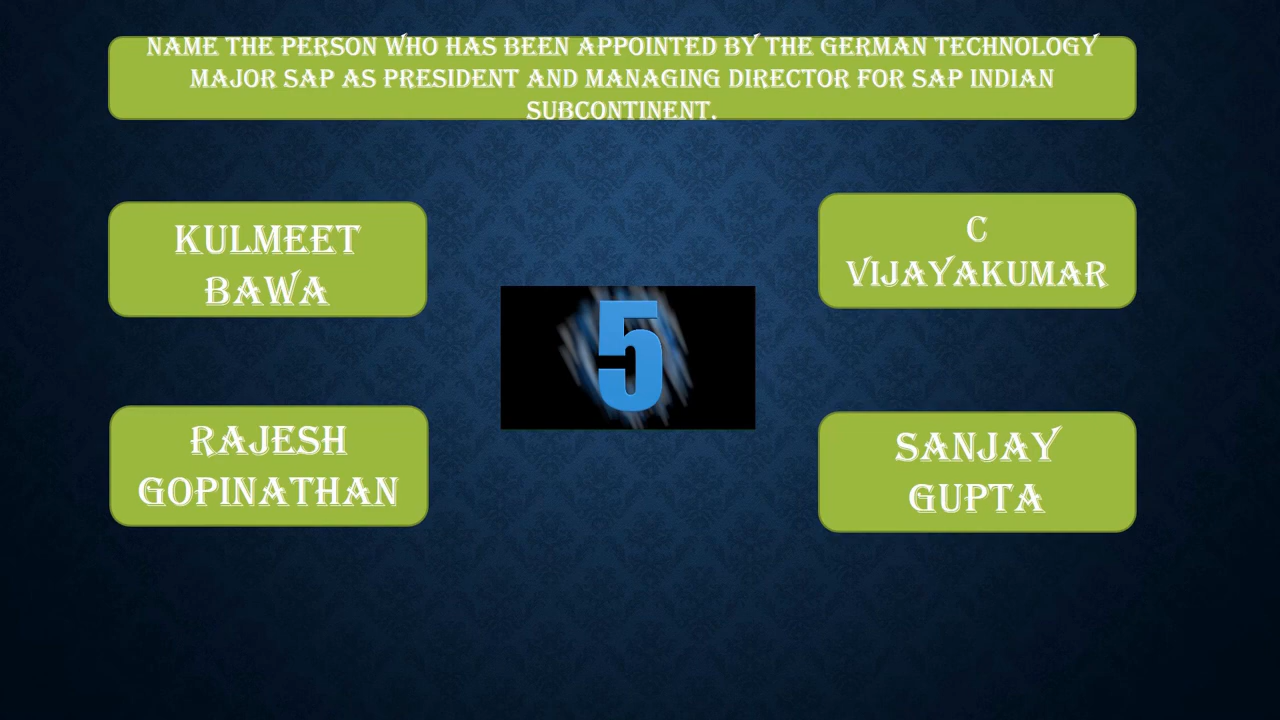 NAME THE PERSON WHO HAS BEEN APPOINTED BY THE GERMAN TECHNOLOGY
MAJOR SAP AS PRESIDENT AND MANAGING DIRECTOR FOR SAP INDIAN
SUBCONTINENT.
KULMEET
BAWA
C
VIJAYAKUMAR
5
RAJESH
GOPINATHAN
SANJAY
GUPTA